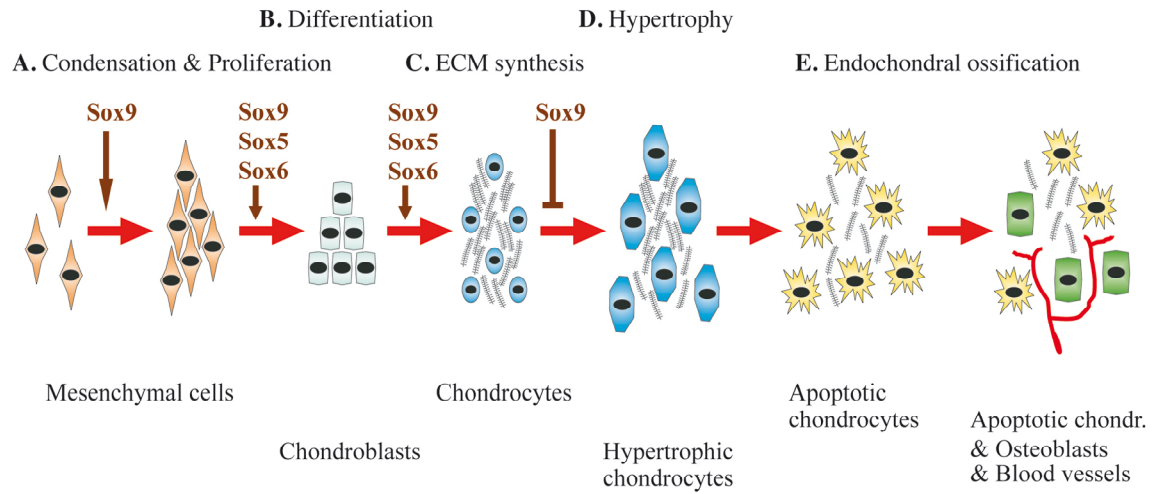 B. Differentiation
D. Hypertrophy
A. Condensation & Proliferation
C. ECM synthesis
E. Endochondral ossification
Sox9
Sox9
Sox5
Sox6
Sox9
Sox5
Sox6
Sox9
Mesenchymal cells
Chondroblasts
Chondrocytes
Hypertrophic
chondrocytes
Apoptotic
chondrocytes
Apoptotic chondr.
& Osteoblasts
& Blood vessels